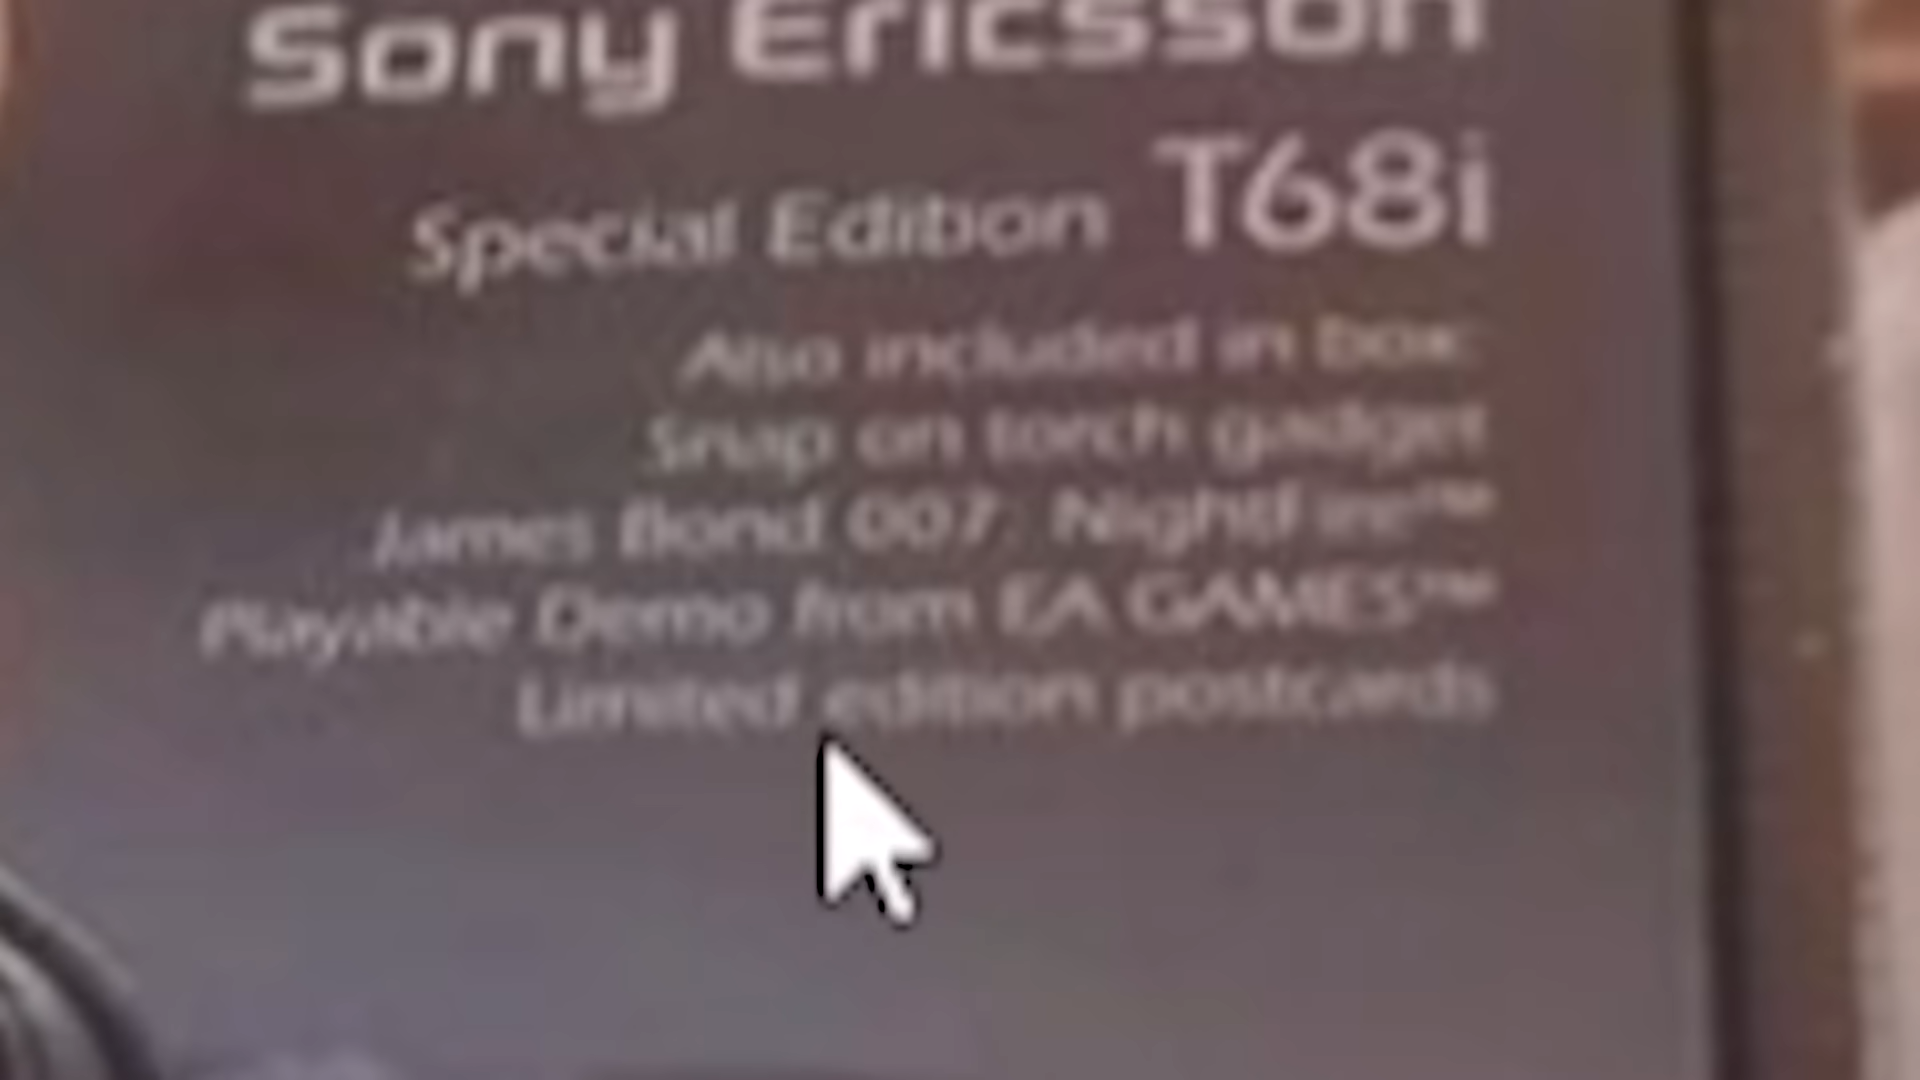 Sony Ericsson
Special Edition T68i
Also included in box:
Snap on torch gadget
James Bond 007: NightFire™
Playable Demo from EA GAMES™
Limited edition postcards